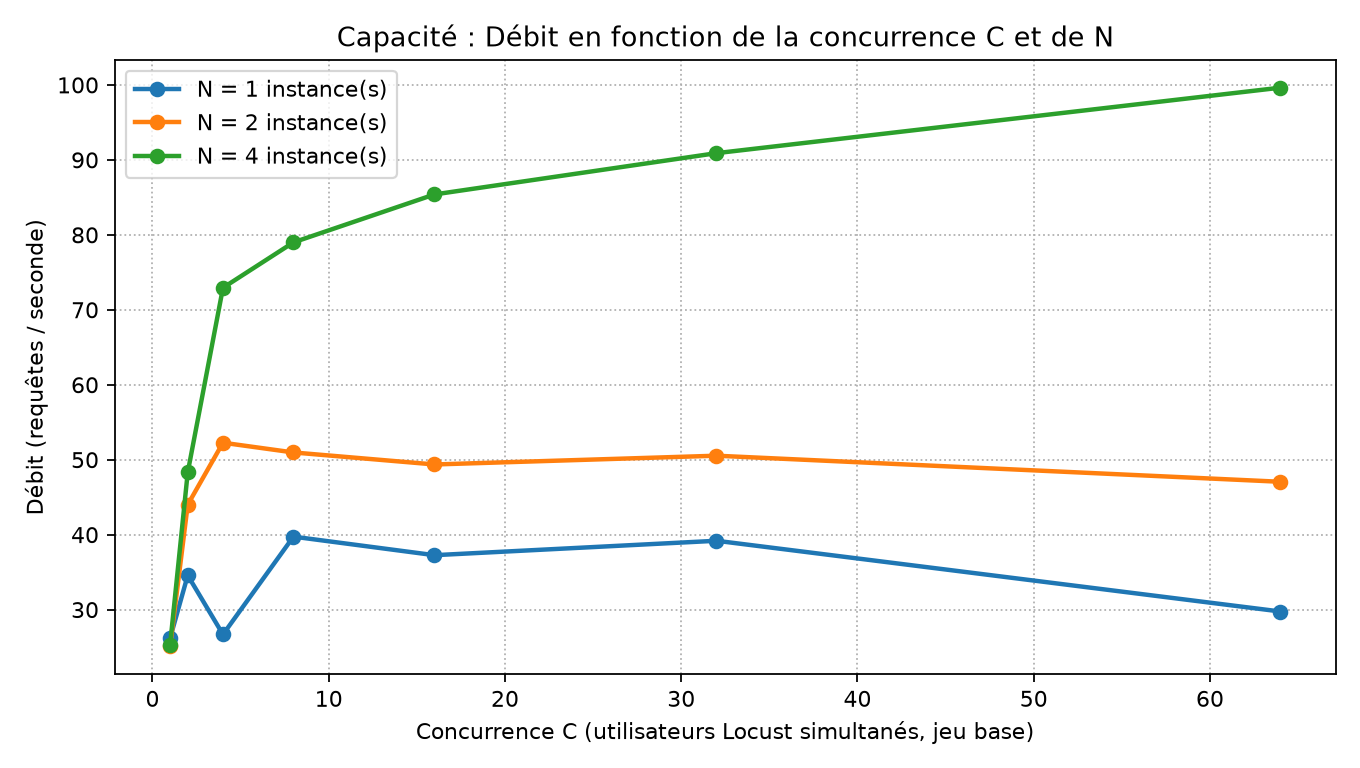 Capacité : Débit en fonction de la concurrence C et de N
N = 1 instance(s)
N = 2 instance(s)
N = 4 instance(s)
Débit (requêtes / seconde)
100
90
80
70
60
50
40
30
0 10 20 30 40 50 60
Concurrence C (utilisateurs Locust simultanés, jeu base)